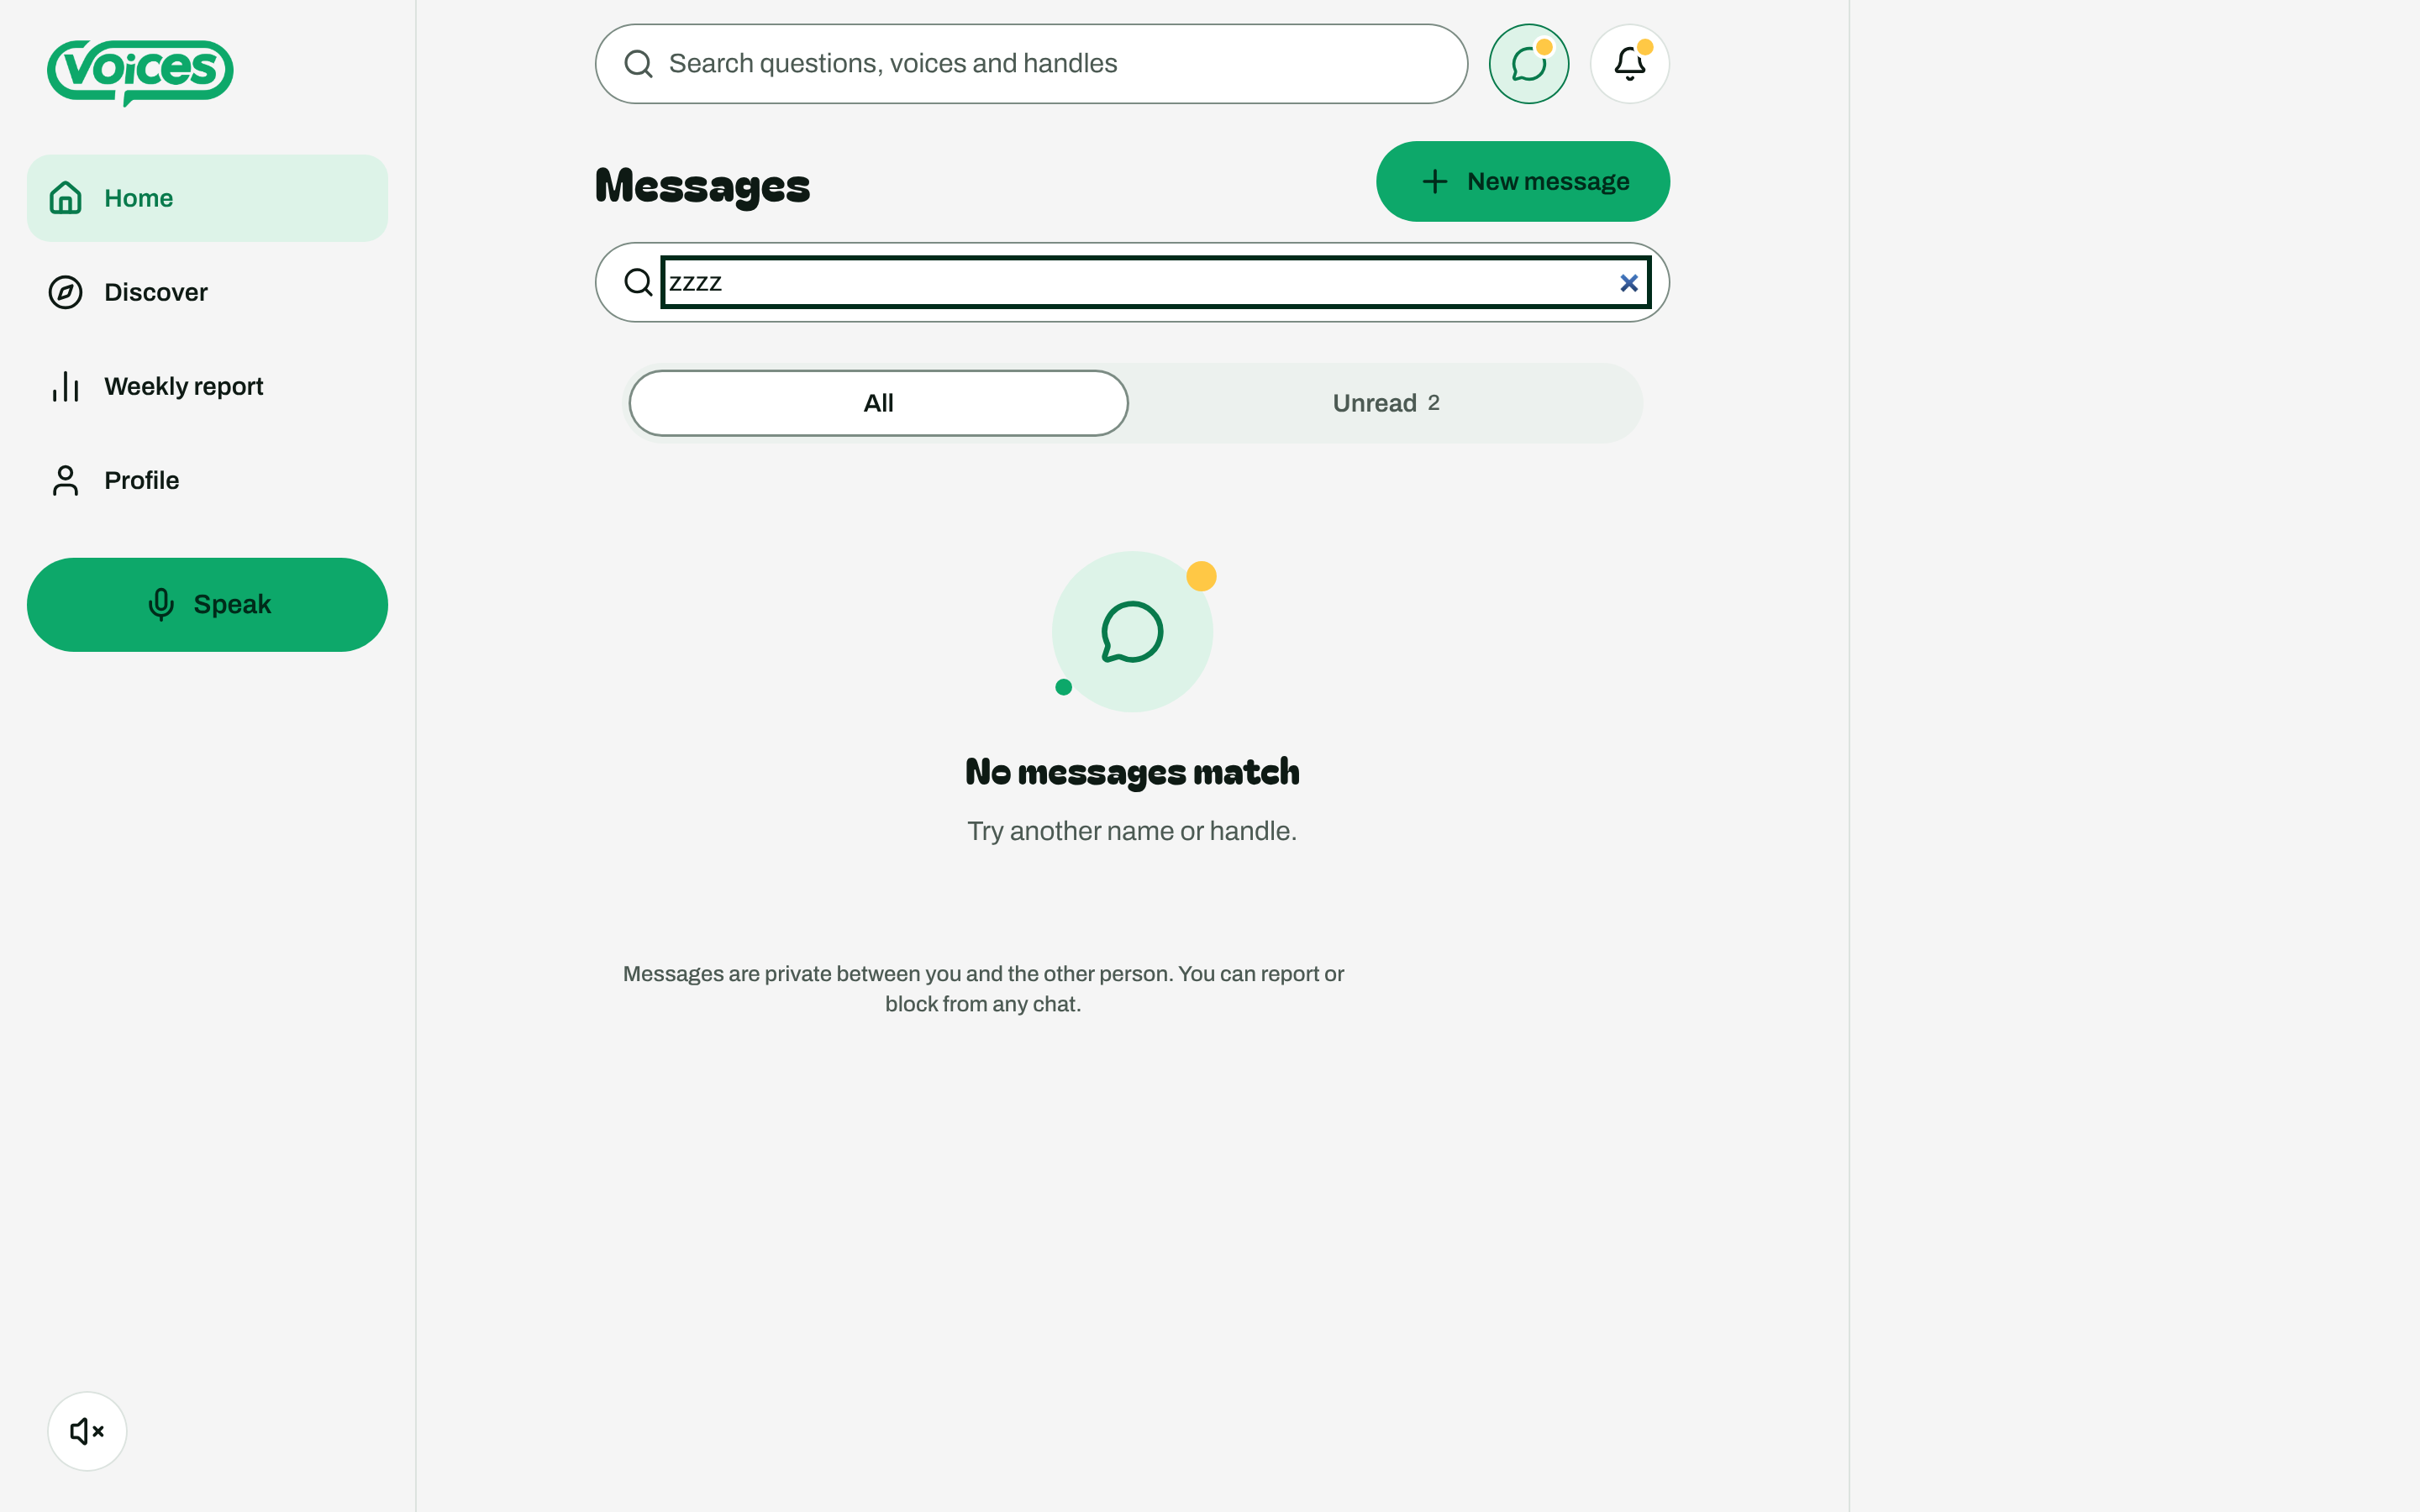 voices
Search questions, voices and handles
Home
Discover
Weekly report
Profile
Speak
Messages
New message
zzzz
All
Unread 2
No messages match
Try another name or handle.
Messages are private between you and the other person. You can report or
block from any chat.